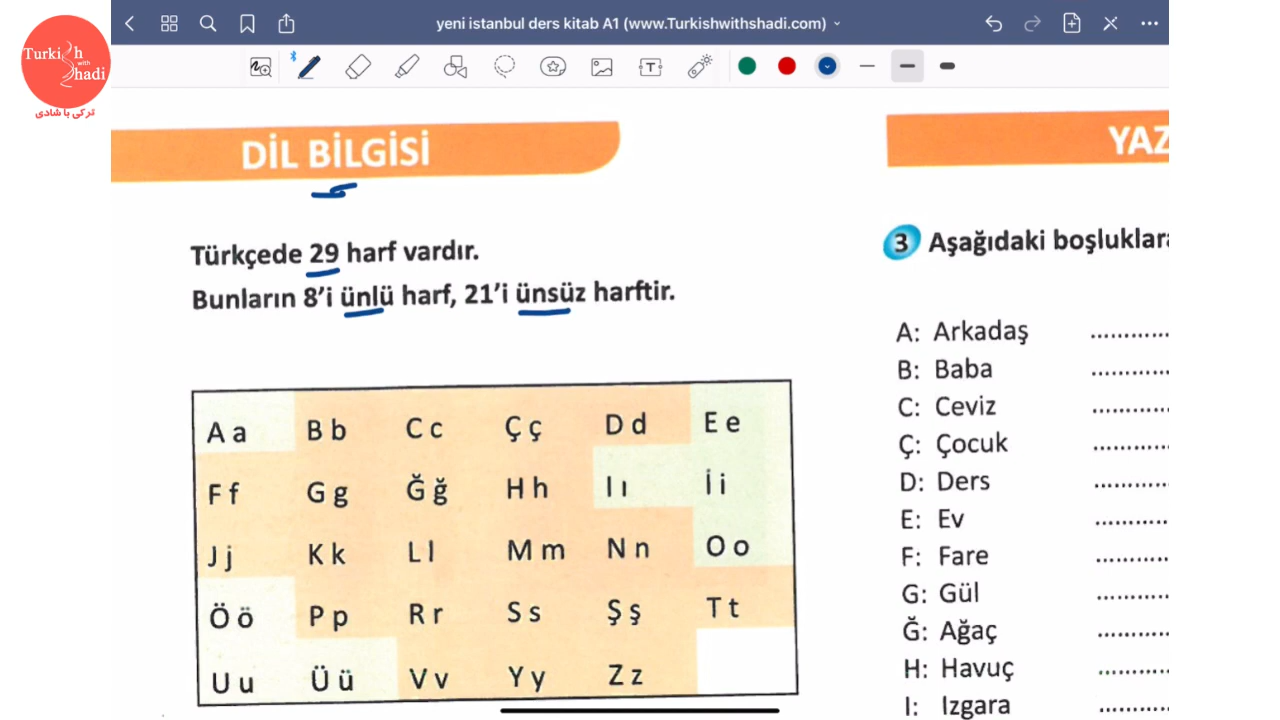 Turkish
with
Shadi
ترکی با شادی
yeni istanbul ders kitab A1 (www.Turkishwithshadi.com)
DİL BİLGİSİ
Türkçede 29 harf vardır.
Bunların 8'i ünlü harf, 21'i ünsüz harftir.
A a B b C c Ç ç D d E e
F f G g Ğ ğ H h I ı İ i
J j K k L l M m N n O o
Ö ö P p R r S s Ş ş T t
U u Ü ü V v Y y Z z
YAZ
3 Aşağıdaki boşluklara
A: Arkadaş ............
B: Baba ............
C: Ceviz ............
Ç: Çocuk ............
D: Ders ............
E: Ev ............
F: Fare ............
G: Gül ............
Ğ: Ağaç ............
H: Havuç ............
I: Izgara ............